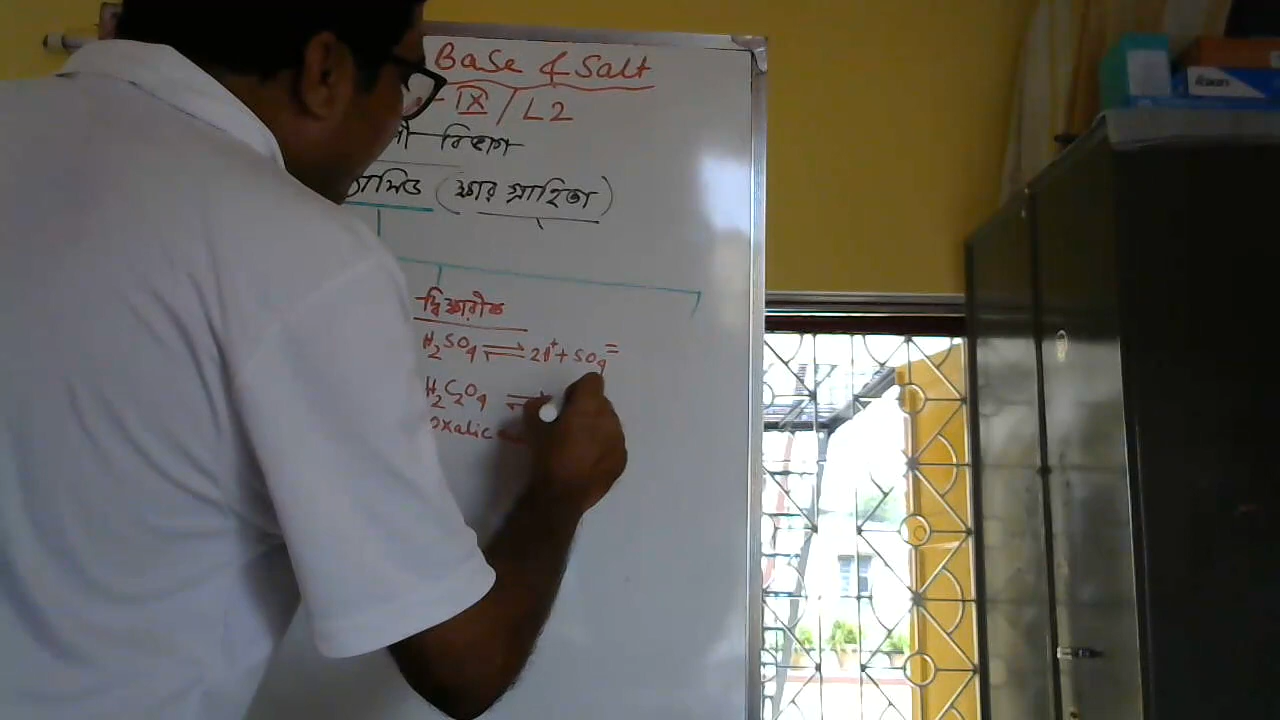 Base & Salt
- IX / L2
বিভাগ
(ক্ষার গ্রাহিতা)
দ্বিক্ষারীক
H₂SO₄ ⇌ 2H⁺ + SO₄⁼
H₂C₂O₄ ⇌
oxalic